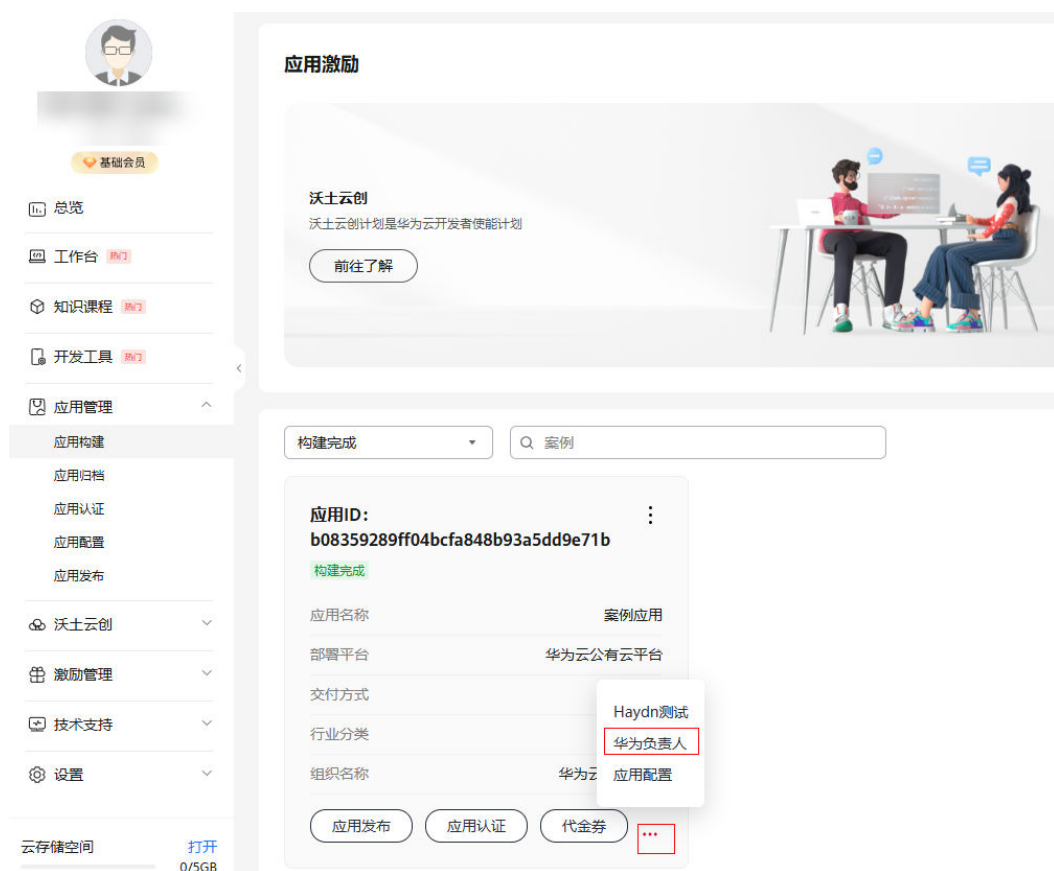 基础会员
总览
工作台 热门
知识课程 热门
开发工具 热门
应用管理
应用构建
应用归档
应用认证
应用配置
应用发布
沃土云创
激励管理
技术支持
设置
云存储空间 打开
0/5GB
应用激励
沃土云创
沃土云创计划是华为云开发者使能计划
前往了解
构建完成
案例
应用ID：
b08359289ff04bcfa848b93a5dd9e71b
构建完成
应用名称 案例应用
部署平台 华为云公有云平台
交付方式
行业分类
组织名称 华为云
Haydn测试
华为负责人
应用配置
应用发布 应用认证 代金券